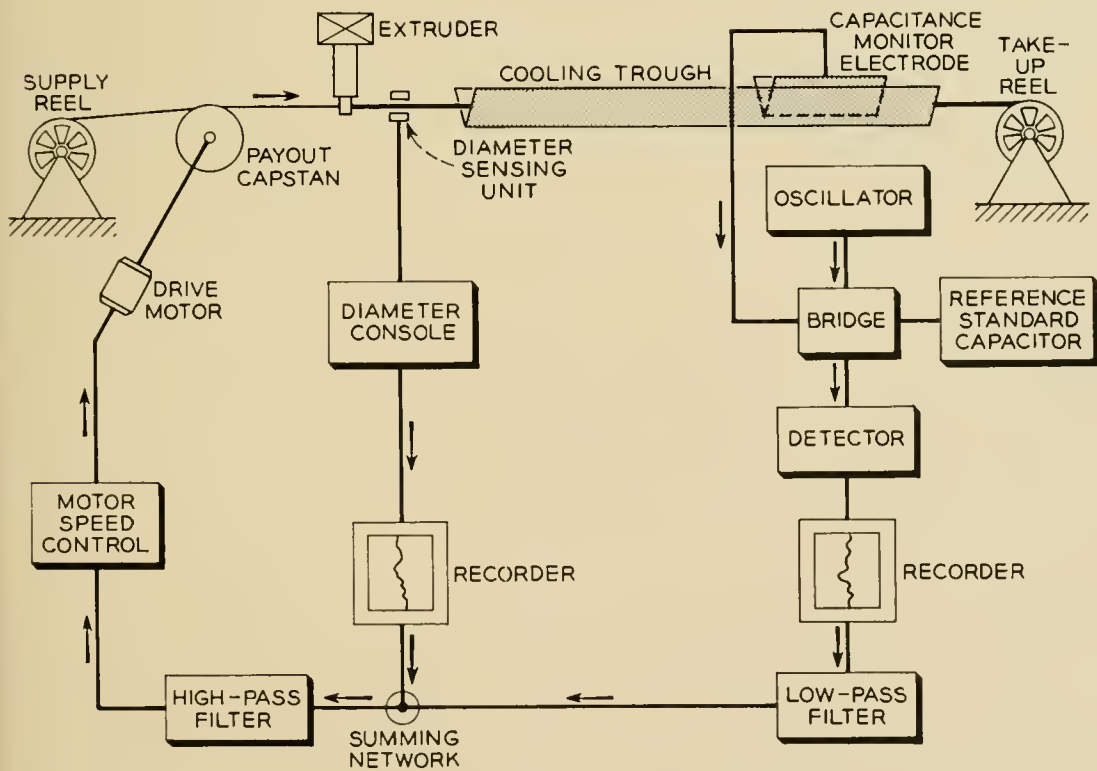 EXTRUDER
SUPPLY
REEL
PAYOUT
CAPSTAN
DIAMETER
SENSING
UNIT
COOLING TROUGH
CAPACITANCE
MONITOR
ELECTRODE
TAKE-
UP REEL
OSCILLATOR
DRIVE
MOTOR
DIAMETER
CONSOLE
BRIDGE
REFERENCE
STANDARD
CAPACITOR
DETECTOR
MOTOR
SPEED
CONTROL
RECORDER
RECORDER
HIGH-PASS
FILTER
SUMMING
NETWORK
LOW-PASS
FILTER